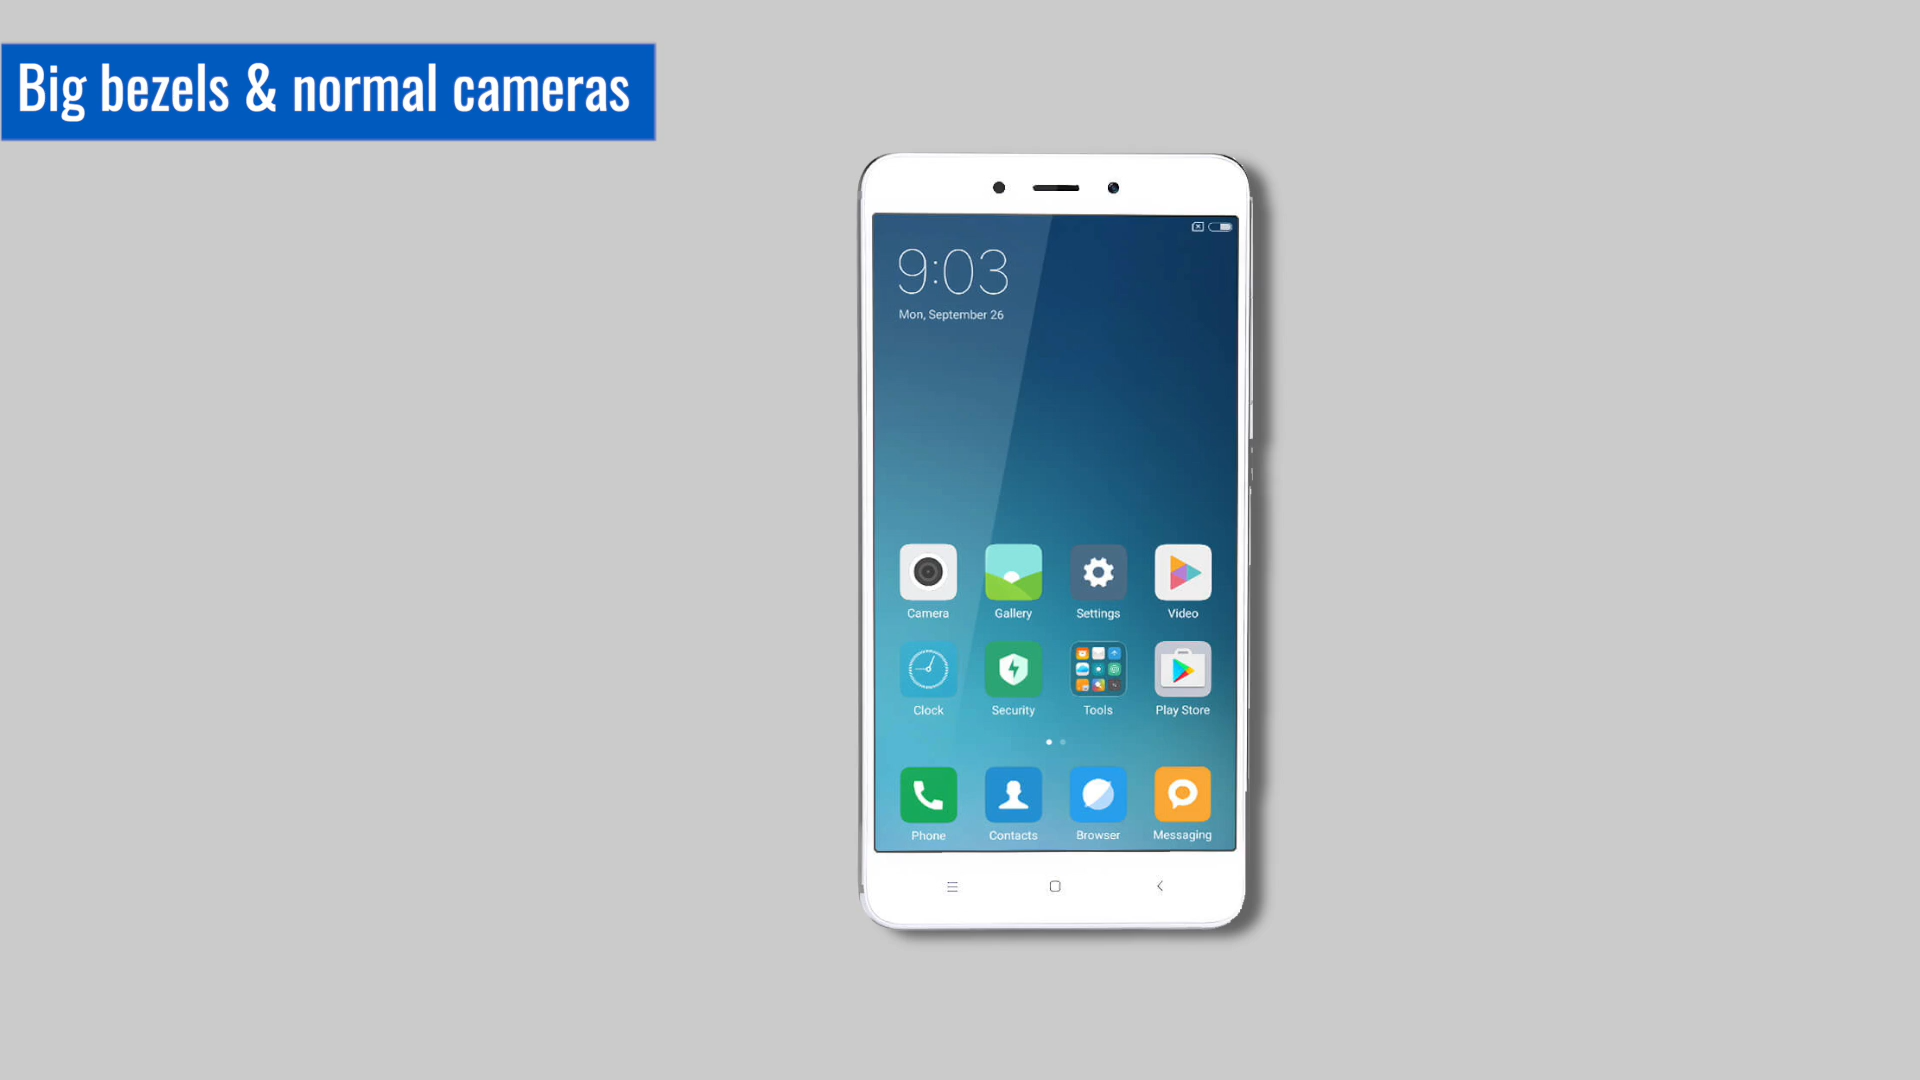 Big bezels & normal cameras
9:03
Mon, September 26
Camera Gallery Settings Video
Clock Security Tools Play Store
Phone Contacts Browser Messaging